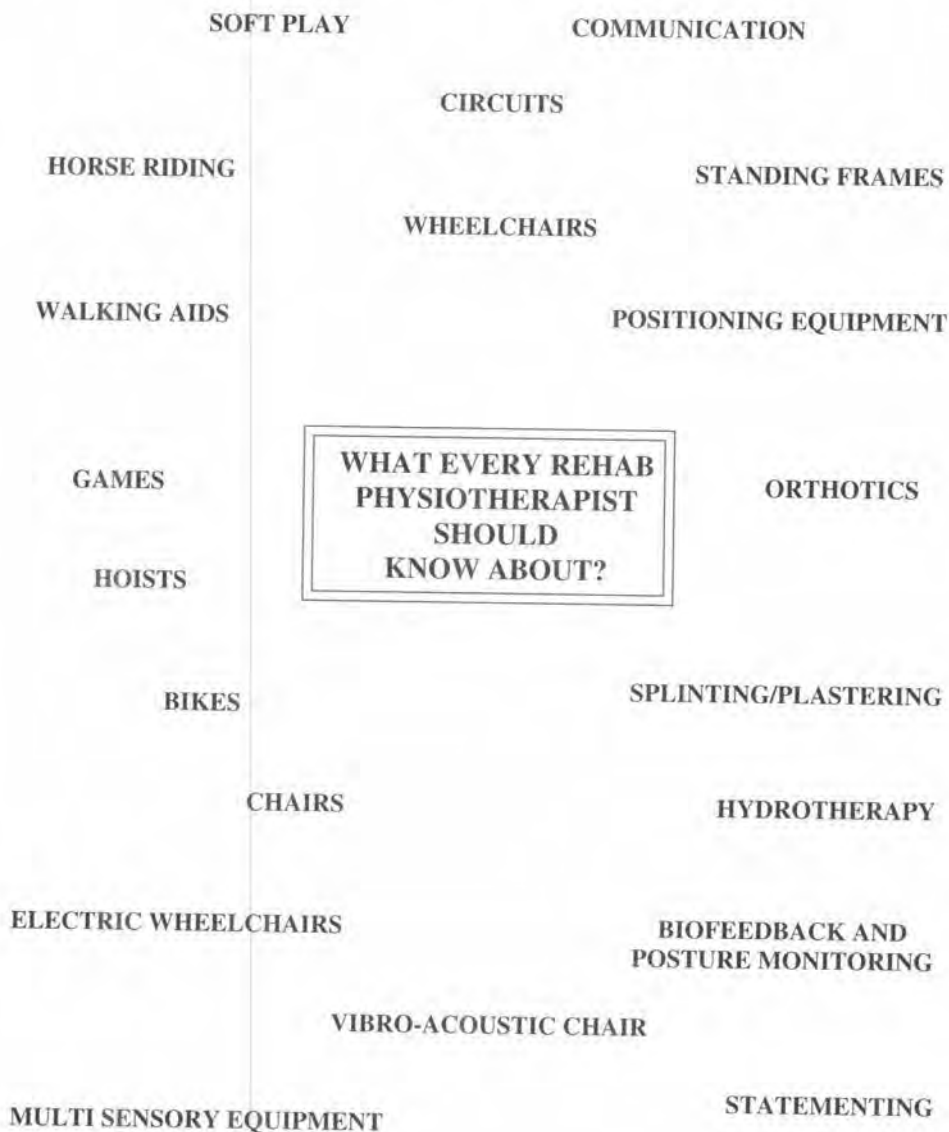 SOFT PLAY
COMMUNICATION
CIRCUITS
HORSE RIDING
STANDING FRAMES
WHEELCHAIRS
WALKING AIDS
POSITIONING EQUIPMENT
WHAT EVERY REHAB
PHYSIOTHERAPIST
SHOULD
KNOW ABOUT?
GAMES
ORTHOTICS
HOISTS
BIKES
SPLINTING/PLASTERING
CHAIRS
HYDROTHERAPY
ELECTRIC WHEELCHAIRS
BIOFEEDBACK AND
POSTURE MONITORING
VIBRO-ACOUSTIC CHAIR
MULTI SENSORY EQUIPMENT
STATEMENTING